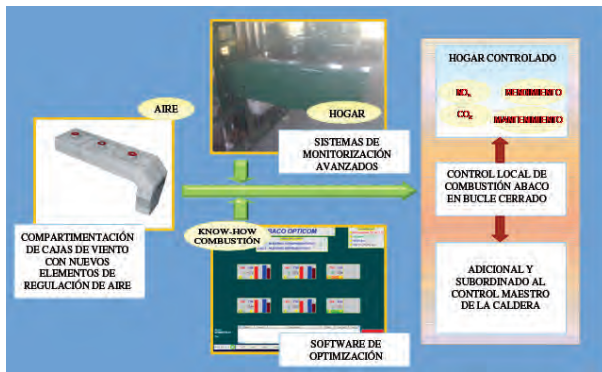 AIRE
COMPARTIMENTACIÓN
DE CAJAS DE VIENTO
CON NUEVOS
ELEMENTOS DE
REGULACIÓN DE AIRE
HOGAR
SISTEMAS DE
MONITORIZACIÓN
AVANZADOS
KNOW-HOW
COMBUSTIÓN
ABACO OPTICOM
SOFTWARE DE
OPTIMIZACIÓN
HOGAR CONTROLADO
NOx RENDIMIENTO
CO2 MANTENIMIENTO
CONTROL LOCAL DE
COMBUSTIÓN ABACO
EN BUCLE CERRADO
ADICIONAL Y
SUBORDINADO AL
CONTROL MAESTRO
DE LA CALDERA